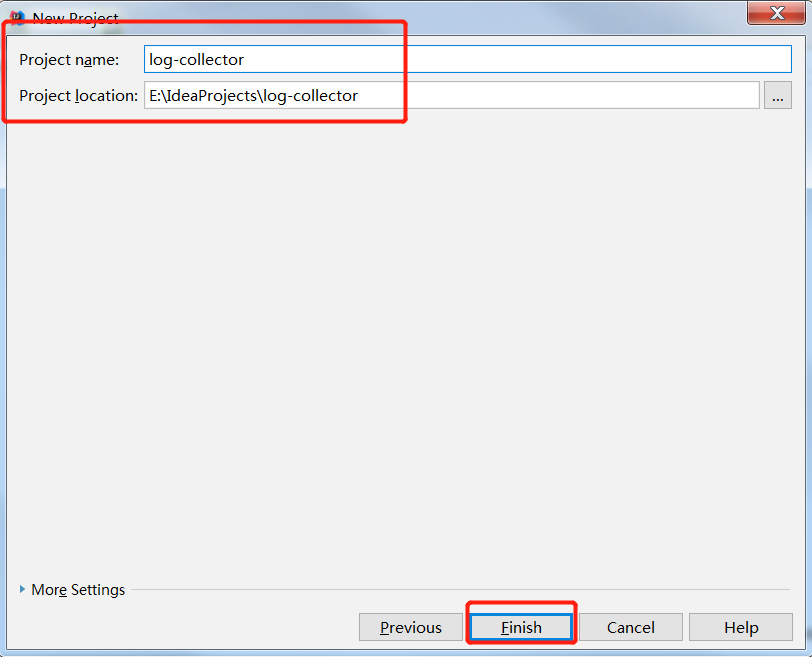 New Project
Project name: log-collector
Project location: E:\IdeaProjects\log-collector ...
More Settings
Previous Finish Cancel Help